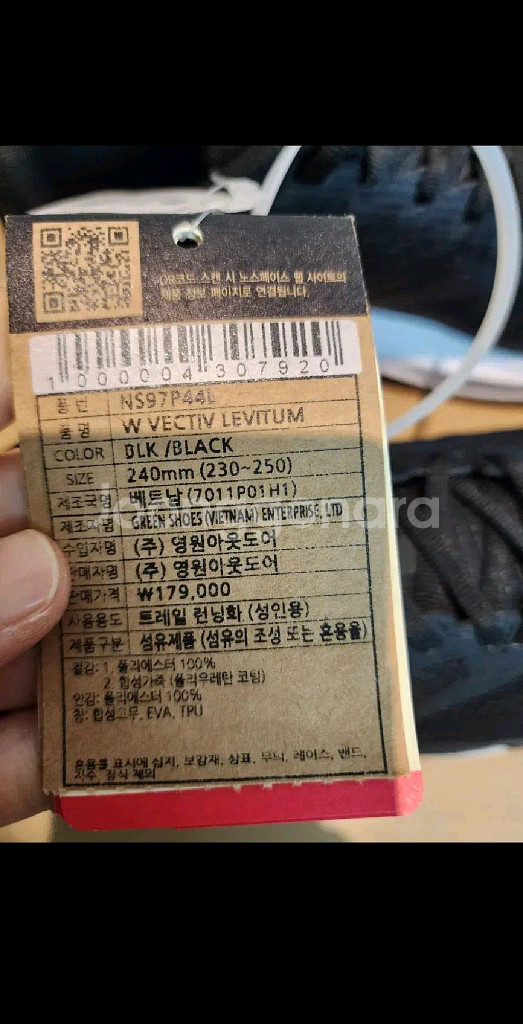 QR코드 스캔 시 노스페이스 웹 사이트의
제품 정보 페이지로 연결됩니다.
1000004307920
품 번 NS97P44L
품 명 W VECTIV LEVITUM
COLOR BLK /BLACK
SIZE 240mm (230~250)
제조국명 베트남 (7011P01H1)
제조자명 GREEN SHOES (VIETNAM) ENTERPRISE, LTD
수입자명 (주) 영원아웃도어
판매자명 (주) 영원아웃도어
판매가격 ₩179,000
사용용도 트레일 런닝화 (성인용)
제품구분 섬유제품 (섬유의 조성 또는 혼용율)
겉감: 1. 폴리에스터 100%
2. 합성가죽 (폴리우레탄 코팅)
안감: 폴리에스터 100%
창: 합성고무, EVA, TPU
혼용율 표시에 심지, 보강재, 상표, 무늬, 레이스, 밴드,
자수, 장식 제외
joonggonara